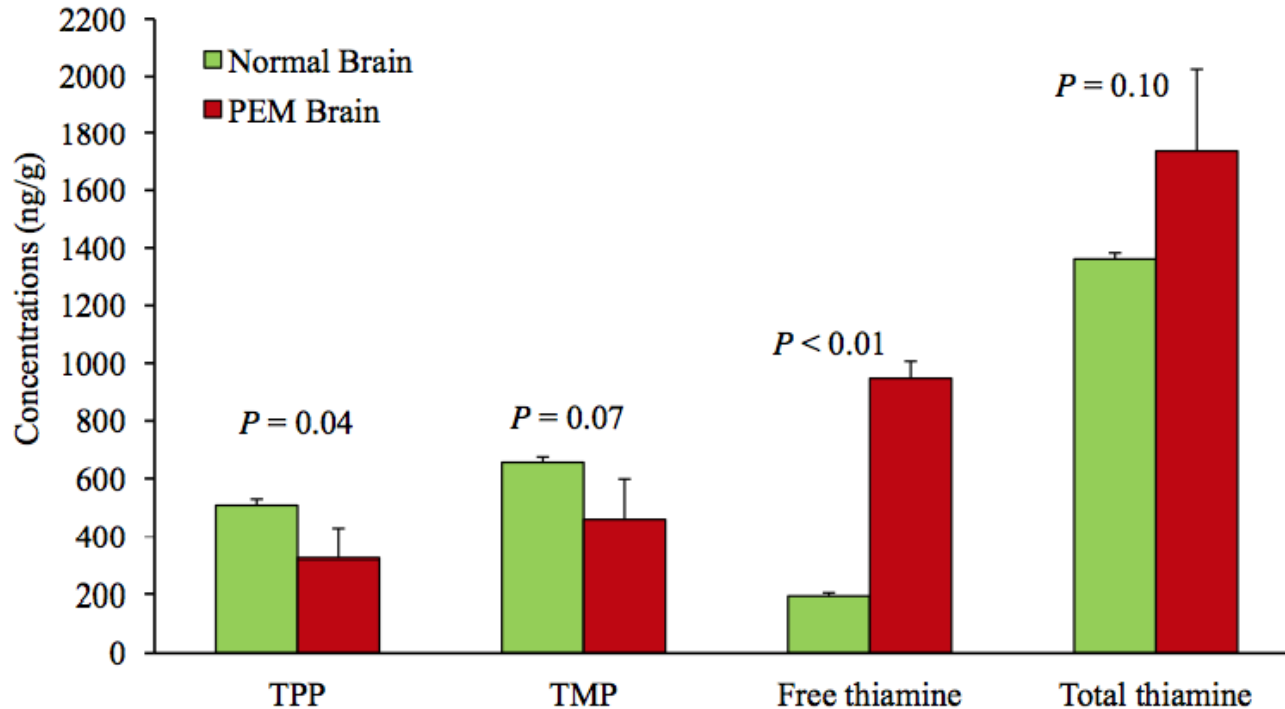 2200
2000
1800
1600
1400
1200
1000
800
600
400
200
0
Concentrations (ng/g)
Normal Brain
PEM Brain
P = 0.04
P = 0.07
P < 0.01
P = 0.10
TPP
TMP
Free thiamine
Total thiamine